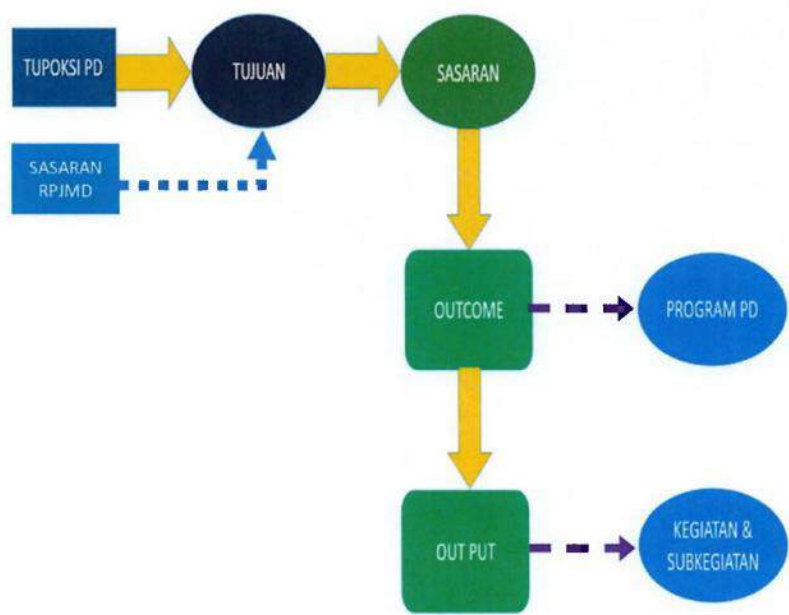 TUPOKSI PD
TUJUAN
SASARAN
SASARAN
RPJMD
OUTCOME
PROGRAM PD
OUT PUT
KEGIATAN &
SUBKEGIATAN